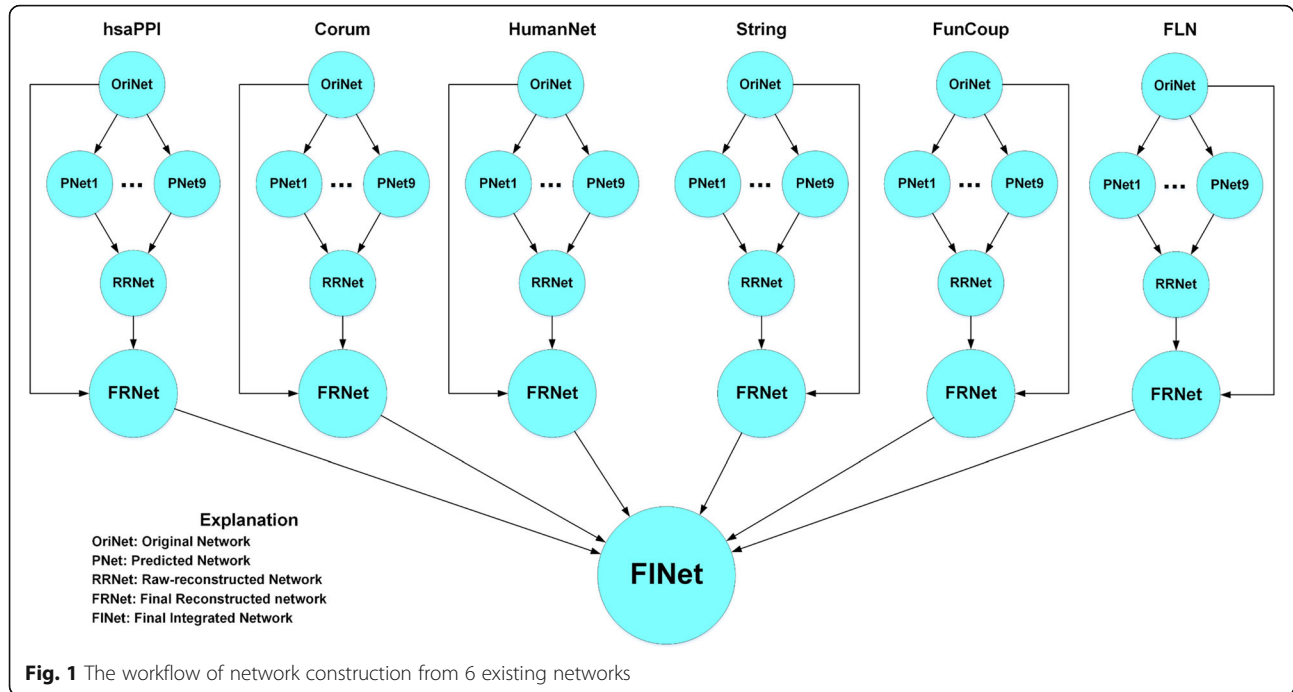 hsaPPI Corum HumanNet String FunCoup FLN
OriNet OriNet OriNet OriNet OriNet OriNet
PNet1 ... PNet9 PNet1 ... PNet9 PNet1 ... PNet9 PNet1 ... PNet9 PNet1 ... PNet9 PNet1 ... PNet9
RRNet RRNet RRNet RRNet RRNet RRNet
FRNet FRNet FRNet FRNet FRNet FRNet
FINet
Explanation
OriNet: Original Network
PNet: Predicted Network
RRNet: Raw-reconstructed Network
FRNet: Final Reconstructed network
FINet: Final Integrated Network
Fig. 1 The workflow of network construction from 6 existing networks